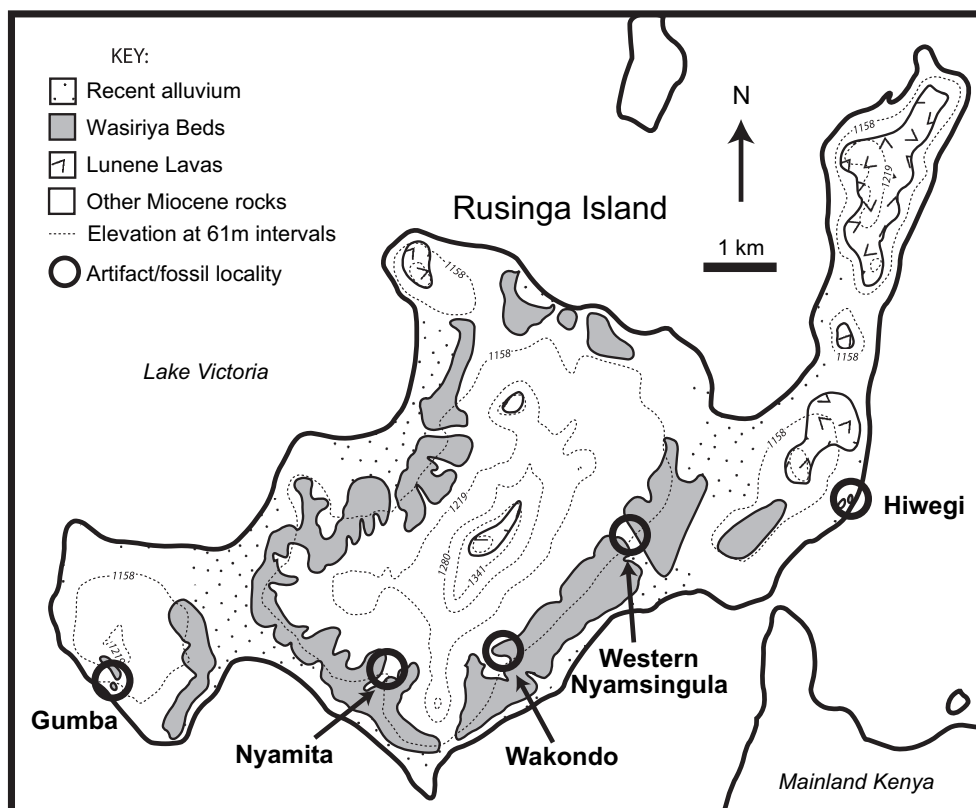 KEY:
Recent alluvium
Wasiriya Beds
Lunene Lavas
Other Miocene rocks
Elevation at 61m intervals
Artifact/fossil locality
N
1 km
Rusinga Island
Lake Victoria
1158
1219
1158
1158
1158
1158
1219
1280
1341
1158
Hiwegi
Western
Nyamsingula
Gumba
Nyamita
Wakondo
Mainland Kenya